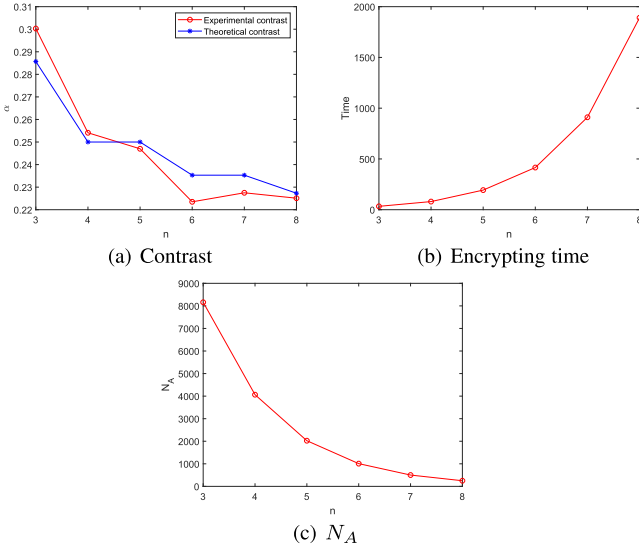 0.31
0.3
0.29
0.28
0.27
0.26
0.25
0.24
0.23
0.22
α
3 4 5 6 7 8
n
Experimental contrast
Theoretical contrast
(a) Contrast
2000
1500
1000
500
0
Time
3 4 5 6 7 8
n
(b) Encrypting time
9000
8000
7000
6000
5000
4000
3000
2000
1000
0
N_A
3 4 5 6 7 8
n
(c) N_A